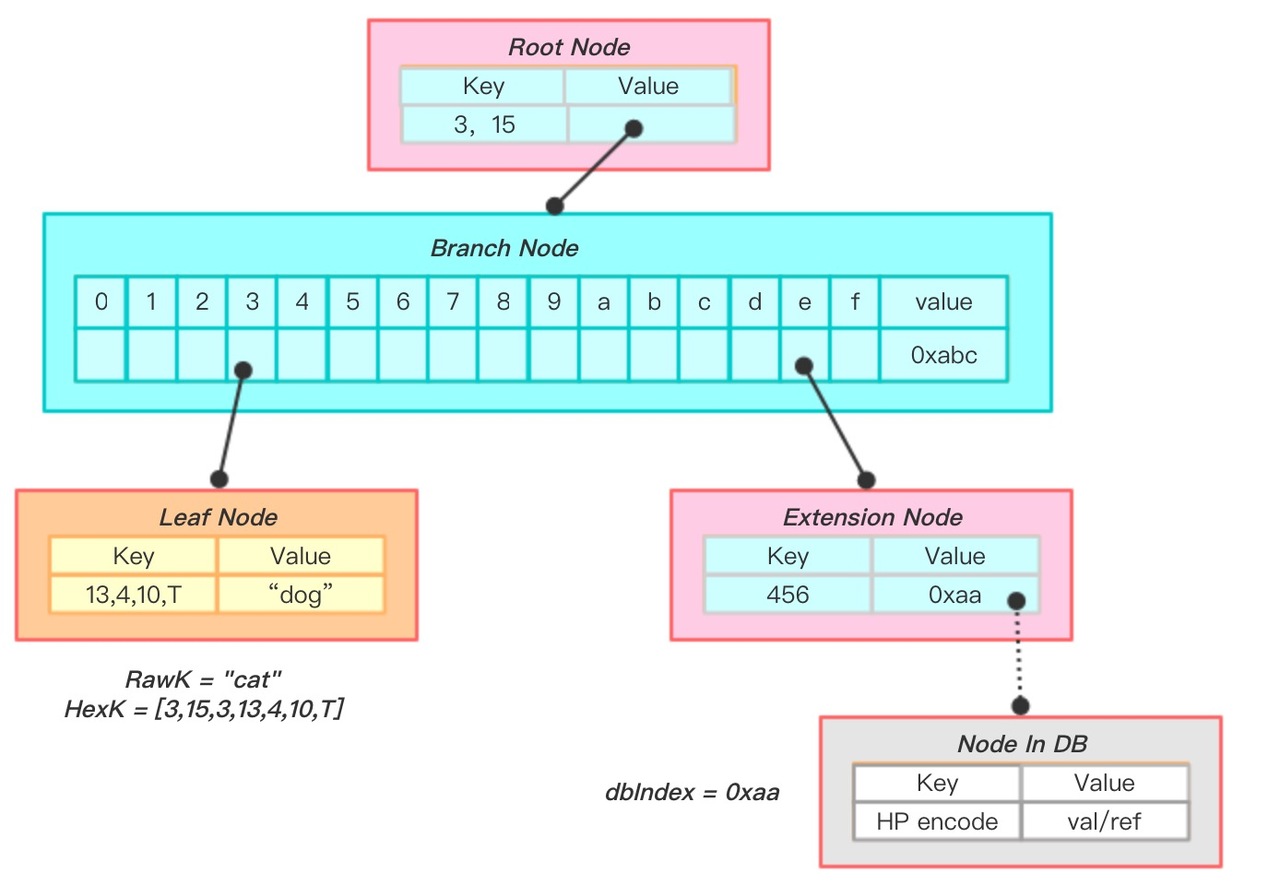 Root Node
Key Value
3, 15
Branch Node
0 1 2 3 4 5 6 7 8 9 a b c d e f value
0xabc
Leaf Node
Key Value
13,4,10,T “dog”
RawK = "cat"
HexK = [3,15,3,13,4,10,T]
Extension Node
Key Value
456 0xaa
Node In DB
Key Value
HP encode val/ref
dbIndex = 0xaa